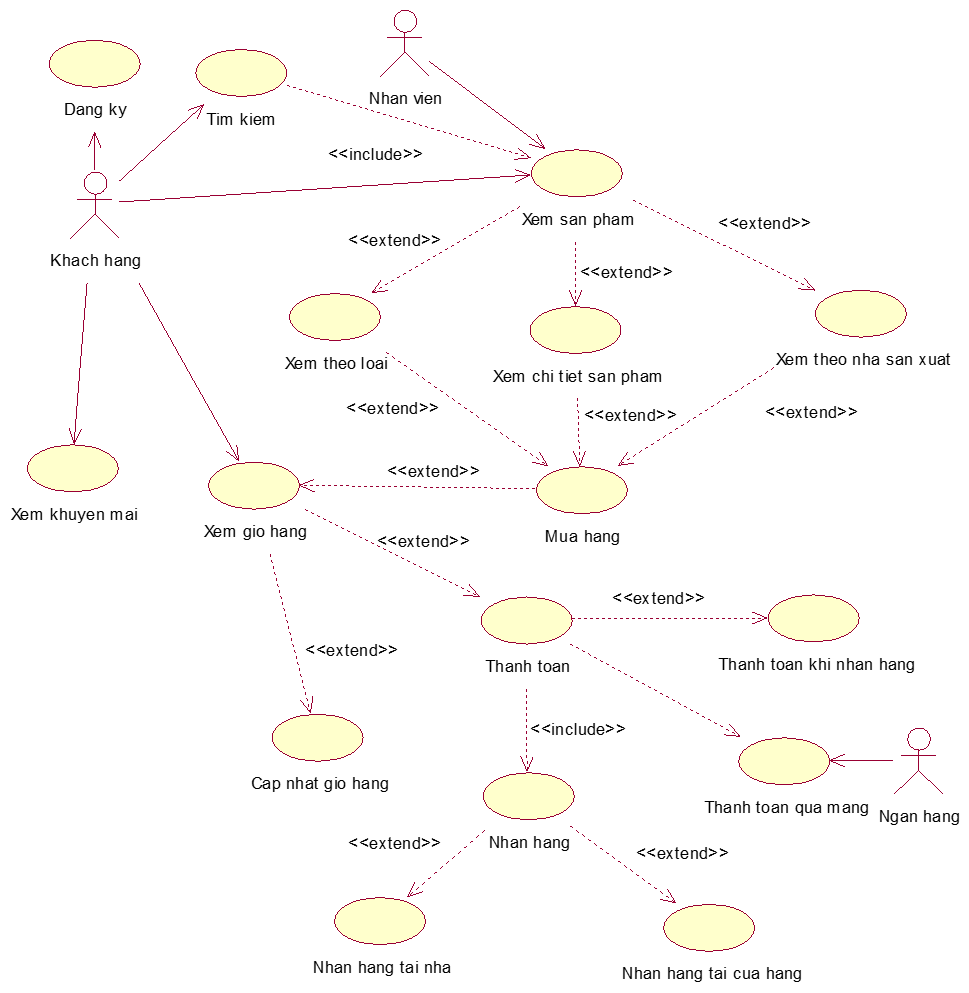 Nhan vien
Dang ky
Tim kiem
<<include>>
Xem san pham
Khach hang
<<extend>>
<<extend>>
<<extend>>
Xem theo loai
Xem chi tiet san pham
Xem theo nha san xuat
<<extend>>
<<extend>>
<<extend>>
<<extend>>
Xem khuyen mai
Xem gio hang
Mua hang
<<extend>>
<<extend>>
Thanh toan
Thanh toan khi nhan hang
<<extend>>
<<include>>
Cap nhat gio hang
Thanh toan qua mang
Ngan hang
Nhan hang
<<extend>>
<<extend>>
Nhan hang tai nha
Nhan hang tai cua hang